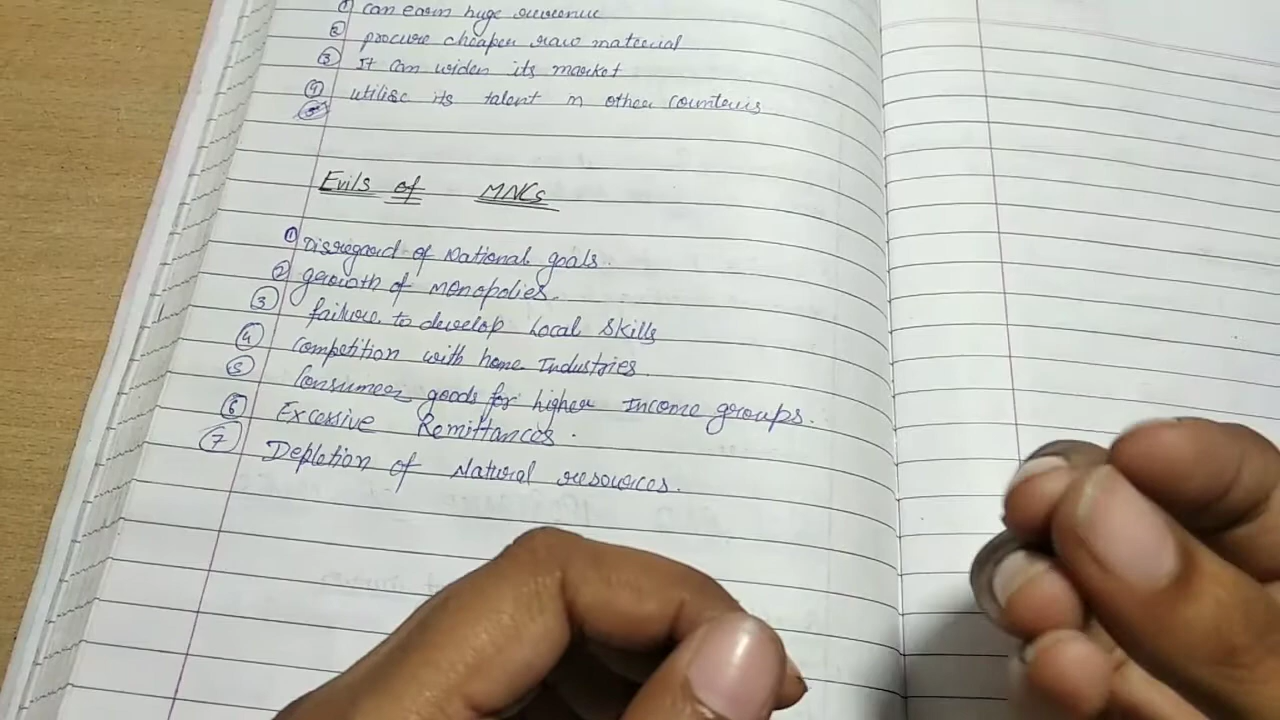 ① can earn huge revenue
② procure cheaper raw material
③ It can widen its market
④ utilise its talent in other Counteris
Evils of MNCs
① Disregard of National goals.
② growth of Monopolies.
③ failure to develop Local Skills
④ Competition with home Industries.
⑤ Consumer goods for higher Income groups.
⑥ Excessive Remittances.
⑦ Depletion of Natural resources.